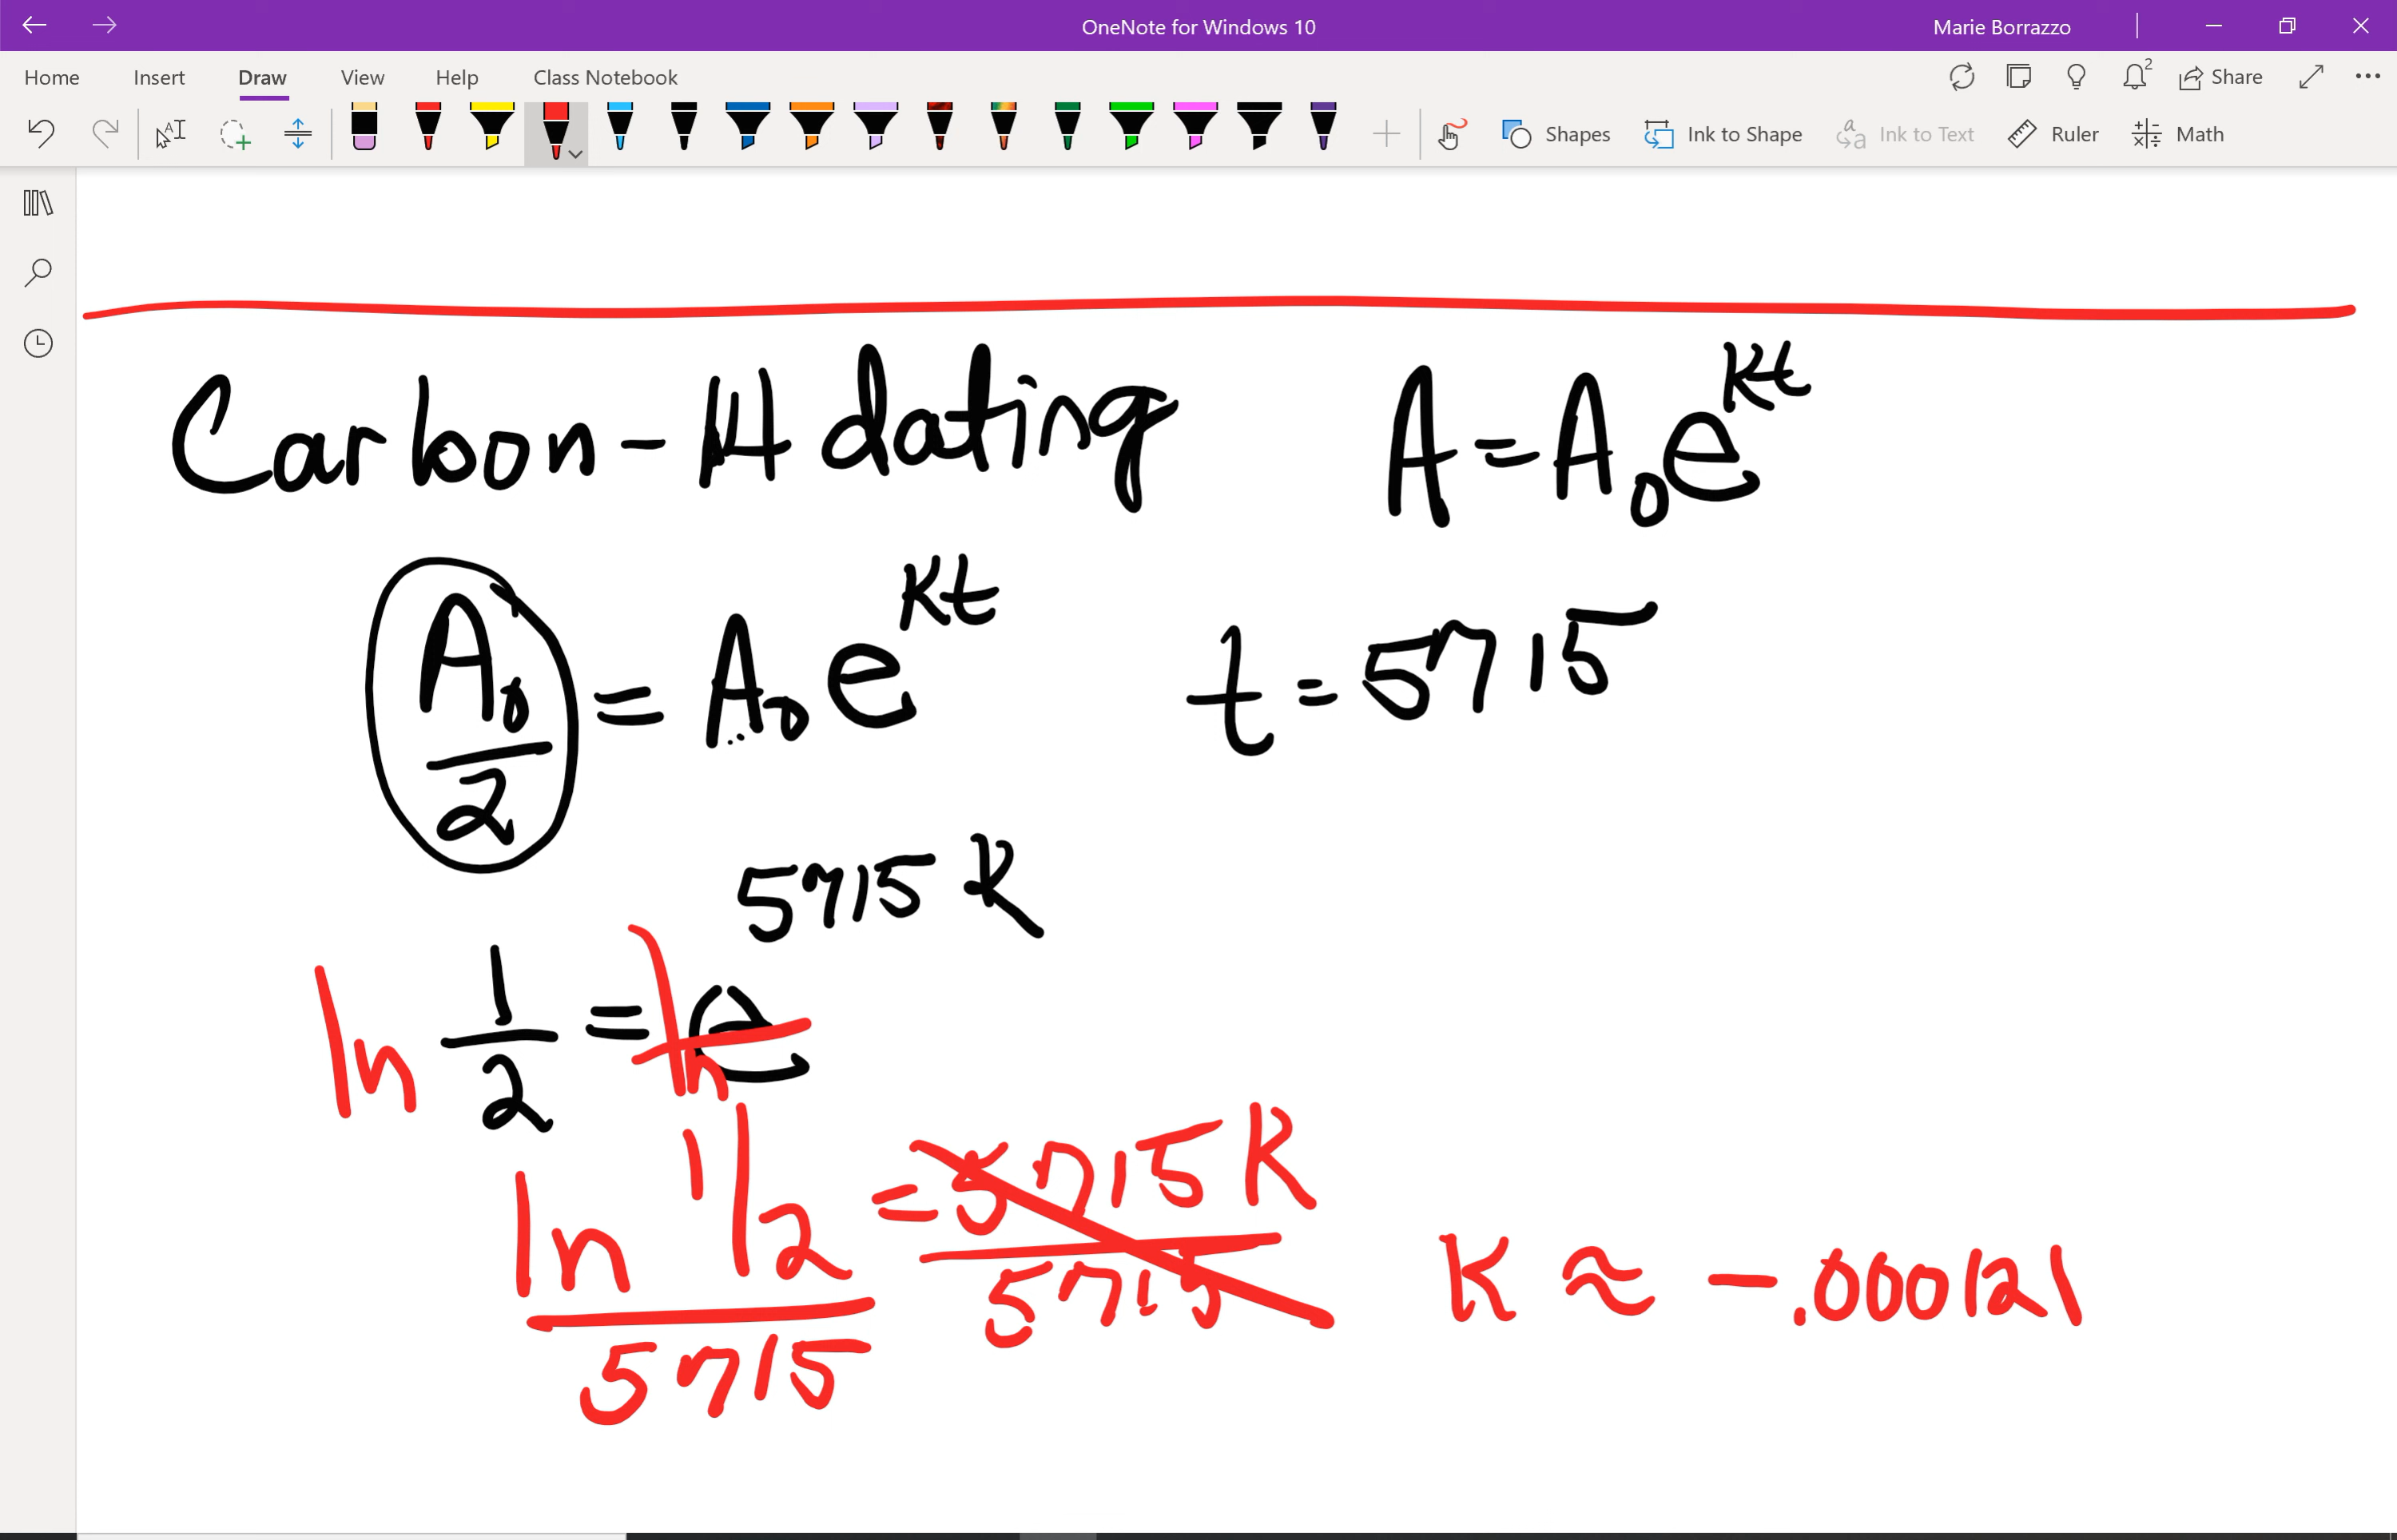 OneNote for Windows 10 Marie Borrazzo
Home Insert Draw View Help Class Notebook 2 Share
Shapes Ink to Shape Ink to Text Ruler Math
Carbon-14 dating A = A₀e^kt
A₀/2 = A₀e^kt t = 5715
ln 1/2 = ln e^5715K
ln 1/2 / 5715 = 5715K / 5715 K ≈ -.000121